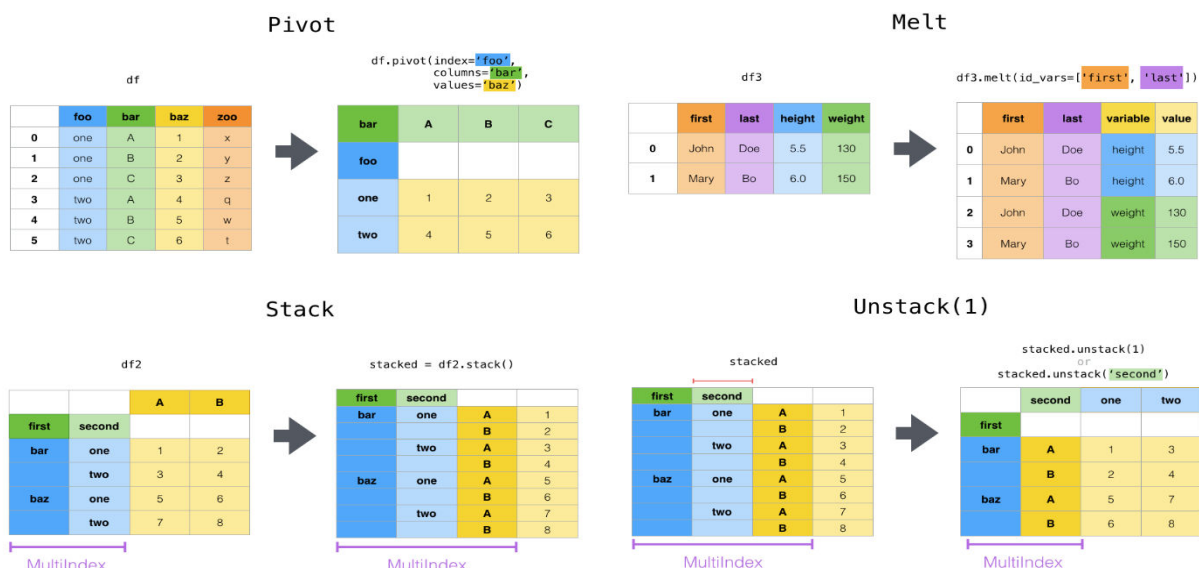 Pivot
df
df.pivot(index='foo',
columns='bar',
values='baz')
foo bar baz zoo
0 one A 1 x
1 one B 2 y
2 one C 3 z
3 two A 4 q
4 two B 5 w
5 two C 6 t
bar A B C
foo
one 1 2 3
two 4 5 6
Melt
df3
df3.melt(id_vars=['first', 'last'])
first last height weight
0 John Doe 5.5 130
1 Mary Bo 6.0 150
first last variable value
0 John Doe height 5.5
1 Mary Bo height 6.0
2 John Doe weight 130
3 Mary Bo weight 150
Stack
df2
stacked = df2.stack()
A B
first second
bar one 1 2
two 3 4
baz one 5 6
two 7 8
MultiIndex
first second
bar one A 1
B 2
two A 3
B 4
baz one A 5
B 6
two A 7
B 8
MultiIndex
Unstack(1)
stacked
stacked.unstack(1)
or
stacked.unstack('second')
first second
bar one A 1
B 2
two A 3
B 4
baz one A 5
B 6
two A 7
B 8
MultiIndex
second one two
first
bar A 1 3
B 2 4
baz A 5 7
B 6 8
MultiIndex